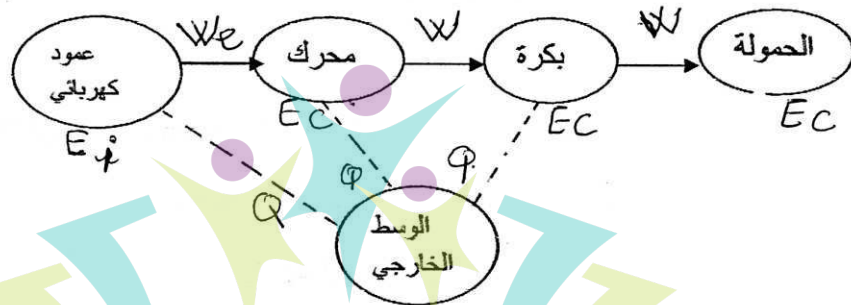 We
W
W
عمود
كهربائي
محرك
بكرة
الحمولة
Ei
Ec
Ec
Ec
Q
Q
Q
الوسط
الخارجي